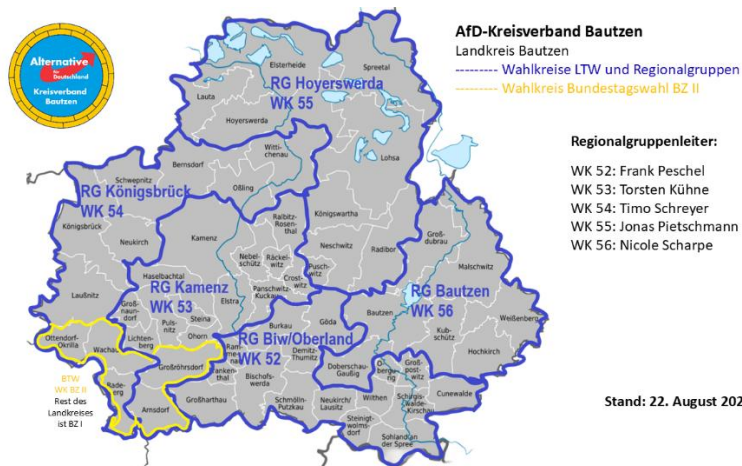 Alternative
für
Deutschland
Kreisverband
Bautzen
AfD-Kreisverband Bautzen
Landkreis Bautzen
-------- Wahlkreise LTW und Regionalgruppen
-------- Wahlkreis Bundestagswahl BZ II
Regionalgruppenleiter:
WK 52: Frank Peschel
WK 53: Torsten Kühne
WK 54: Timo Schreyer
WK 55: Jonas Pietschmann
WK 56: Nicole Scharpe
Stand: 22. August 202
RG Hoyerswerda
WK 55
Elsterheide
Spreetal
Lauta
Hoyerswerda
Lohsa
Witti-
chenau
Bernsdorf
Oßling
Schwepnitz
RG Königsbrück
WK 54
Königsbrück
Neukirch
Laußnitz
Kamenz
Ralbitz-
Rosen-
thal
Nebel-
schütz
Räckel-
witz
Crost-
witz
Panschwitz
Kuckau
Königswartha
Neschwitz
Radibor
Pusch-
witz
Groß-
dubrau
Malschwitz
Haselbachtal
RG Kamenz
WK 53
Elstra
Groß-
naun-
dorf
Puls-
nitz
Steina
Ohorn
Lichten-
berg
RG Bautzen
WK 56
Bautzen
Weißenberg
Kub-
schütz
Hochkirch
Burkau
Göda
RG Biw/Oberland
WK 52
Ram-
menau
Demitz-
Thumitz
Frankenthal
Bischofs-
werda
Großharthau
Schmölln-
Putzkau
Neukirch/
Lausitz
Doberschau-
Gaußig
Obergurig
Groß-
post-
witz
Wilthen
Schirgis-
walde-
Kirschau
Cunewalde
Steinigt-
wolms-
dorf
Sohland an
der Spree
Ottendorf-
Okrilla
Wachau
Großröhrsdorf
Rade-
berg
Arnsdorf
BTW
WK BZ II
Rest des
Landkreises
ist BZ I